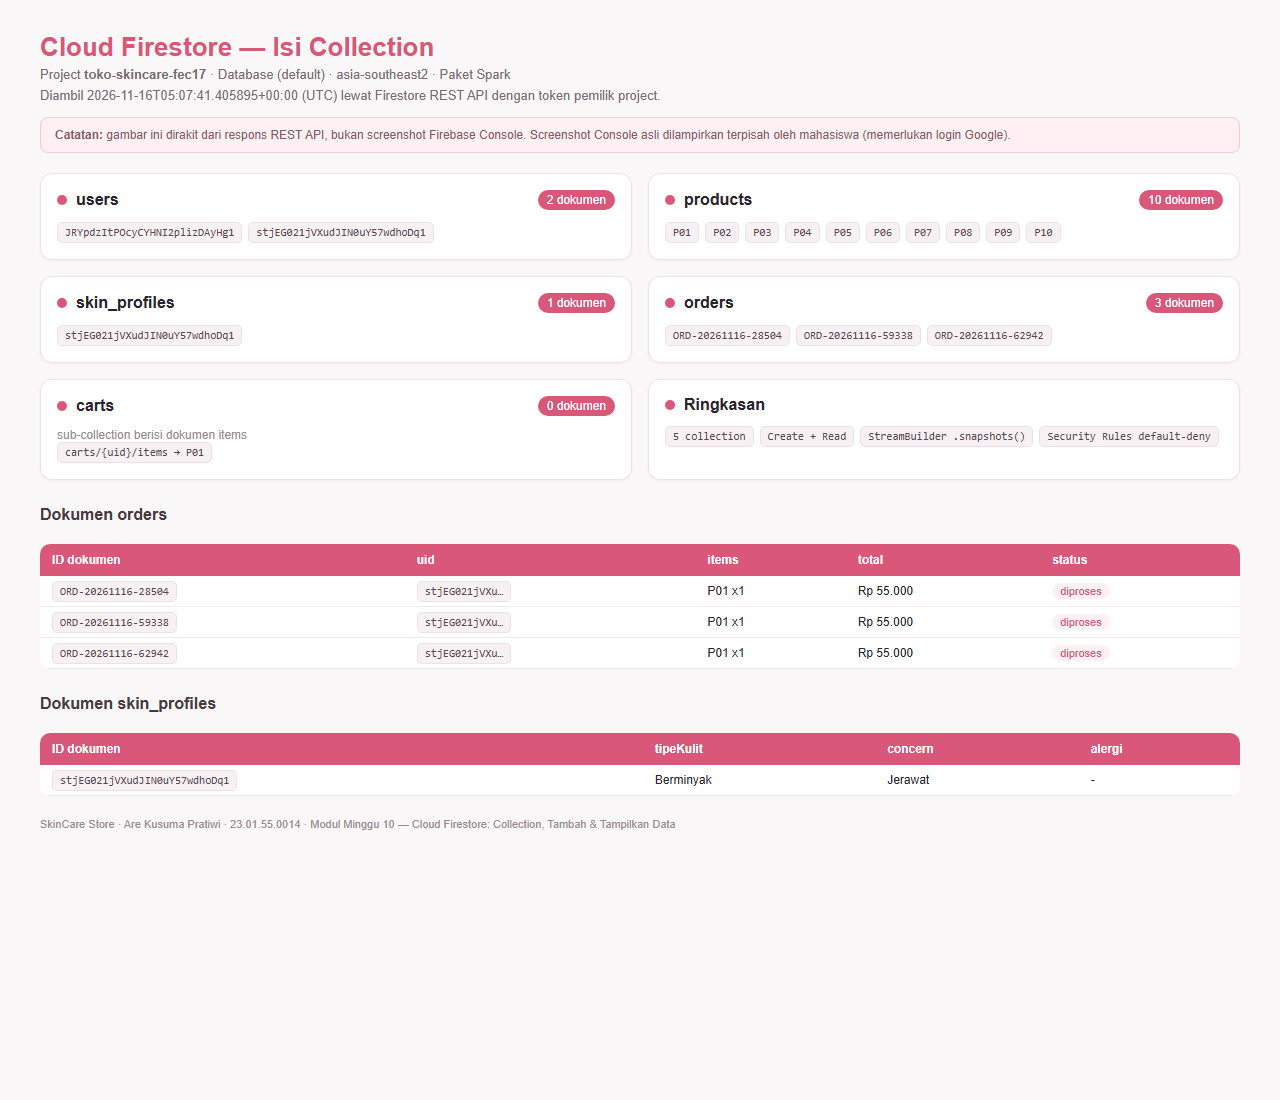 Cloud Firestore — Isi Collection
Project toko-skincare-fec17 · Database (default) · asia-southeast2 · Paket Spark
Diambil 2026-11-16T05:07:41.405895+00:00 (UTC) lewat Firestore REST API dengan token pemilik project.
Catatan: gambar ini dirakit dari respons REST API, bukan screenshot Firebase Console. Screenshot Console asli dilampirkan terpisah oleh mahasiswa (memerlukan login Google).
users 2 dokumen
JRYpdzItPOcyCYHNI2plizDAyHg1 stjEG021jVXudJIN0uY57wdhoDq1
products 10 dokumen
P01 P02 P03 P04 P05 P06 P07 P08 P09 P10
skin_profiles 1 dokumen
stjEG021jVXudJIN0uY57wdhoDq1
orders 3 dokumen
ORD-20261116-28504 ORD-20261116-59338 ORD-20261116-62942
carts 0 dokumen
sub-collection berisi dokumen items
carts/{uid}/items → P01
Ringkasan
5 collection Create + Read StreamBuilder .snapshots() Security Rules default-deny
Dokumen orders
ID dokumen uid items total status
ORD-20261116-28504 stjEG021jVXu… P01 x1 Rp 55.000 diproses
ORD-20261116-59338 stjEG021jVXu… P01 x1 Rp 55.000 diproses
ORD-20261116-62942 stjEG021jVXu… P01 x1 Rp 55.000 diproses
Dokumen skin_profiles
ID dokumen tipeKulit concern alergi
stjEG021jVXudJIN0uY57wdhoDq1 Berminyak Jerawat -
SkinCare Store · Are Kusuma Pratiwi · 23.01.55.0014 · Modul Minggu 10 — Cloud Firestore: Collection, Tambah & Tampilkan Data